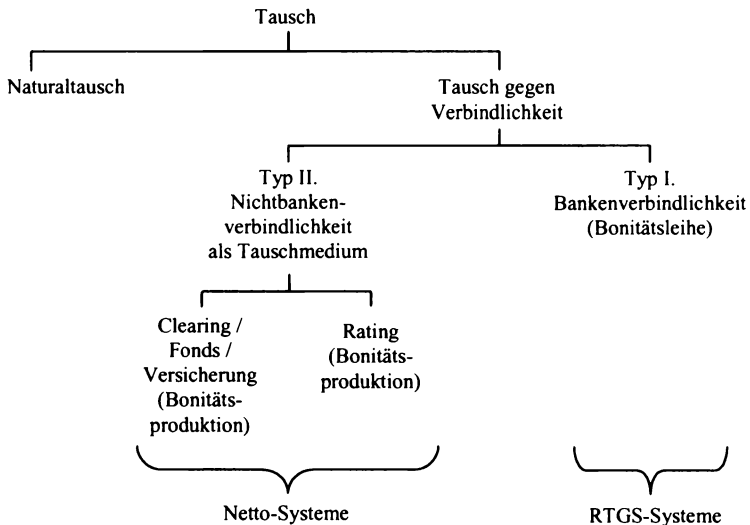 Tausch
Naturaltausch
Tausch gegen
Verbindlichkeit
Typ II.
Nichtbanken-
verbindlichkeit
als Tauschmedium
Typ I.
Bankenverbindlichkeit
(Bonitätsleihe)
Clearing /
Fonds /
Versicherung
(Bonitäts-
produktion)
Rating
(Bonitäts-
produktion)
Netto-Systeme
RTGS-Systeme